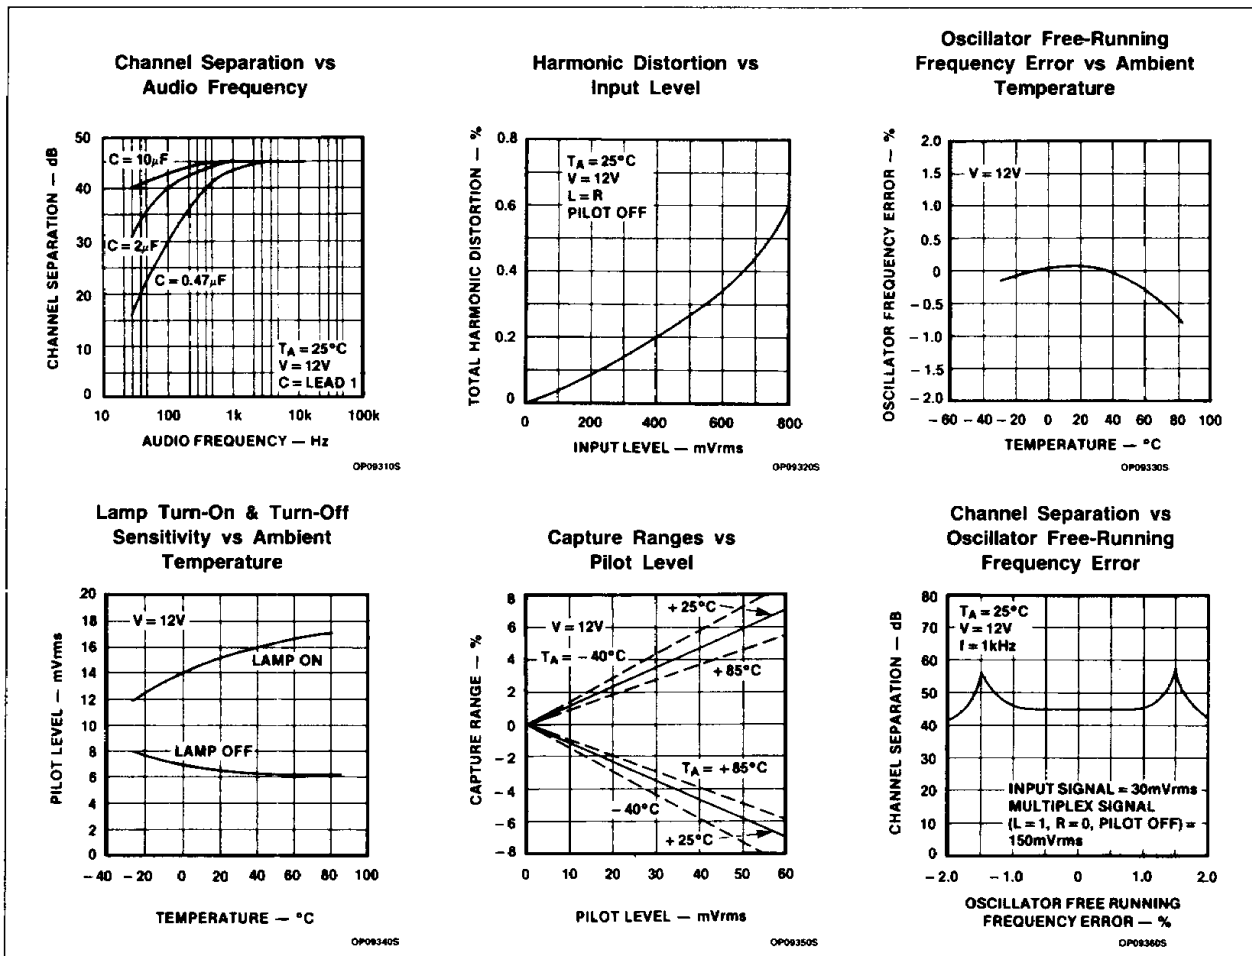 Channel Separation vs
Audio Frequency
CHANNEL SEPARATION — dB
50
40
30
20
10
0
C = 10µF
C = 2µF
C = 0.47µF
TA = 25°C
V = 12V
C = LEAD 1
10 100 1k 10k 100k
AUDIO FREQUENCY — Hz
OP09310S
Harmonic Distortion vs
Input Level
TOTAL HARMONIC DISTORTION — %
0.8
0.6
0.4
0.2
0
TA = 25°C
V = 12V
L = R
PILOT OFF
0 200 400 600 800
INPUT LEVEL — mVrms
OP09320S
Oscillator Free-Running
Frequency Error vs Ambient
Temperature
OSCILLATOR FREQUENCY ERROR — %
2.0
1.5
1.0
0.5
0
-0.5
-1.0
-1.5
-2.0
V = 12V
-60 -40 -20 0 20 40 60 80 100
TEMPERATURE — °C
OP09330S
Lamp Turn-On & Turn-Off
Sensitivity vs Ambient
Temperature
PILOT LEVEL — mVrms
20
18
16
14
12
10
8
6
4
2
0
V = 12V
LAMP ON
LAMP OFF
-40 -20 0 20 40 60 80 100
TEMPERATURE — °C
OP09340S
Capture Ranges vs
Pilot Level
CAPTURE RANGE — %
8
6
4
2
0
-2
-4
-6
-8
+25°C
V = 12V
TA = -40°C
+85°C
TA = +85°C
-40°C
+25°C
0 10 20 30 40 50 60
PILOT LEVEL — mVrms
OP09350S
Channel Separation vs
Oscillator Free-Running
Frequency Error
CHANNEL SEPARATION — dB
80
70
60
50
40
30
20
10
0
TA = 25°C
V = 12V
f = 1kHz
INPUT SIGNAL = 30mVrms
MULTIPLEX SIGNAL
(L = 1, R = 0, PILOT OFF) =
150mVrms
-2.0 -1.0 0 1.0 2.0
OSCILLATOR FREE RUNNING
FREQUENCY ERROR — %
OP09360S